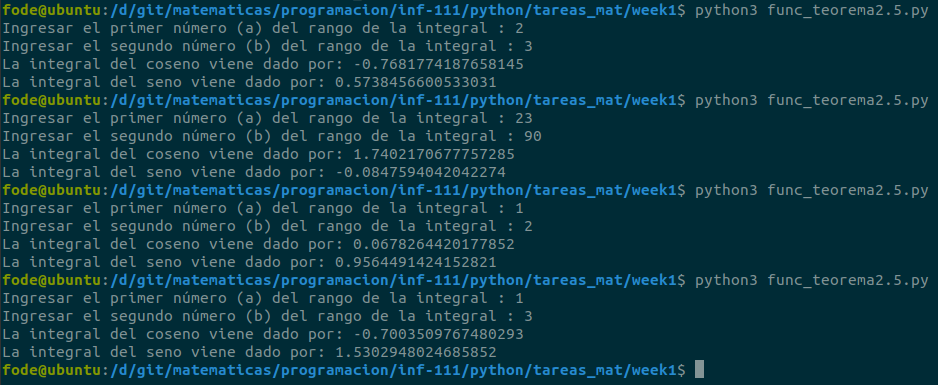 fode@ubuntu:/d/git/matematicas/programacion/inf-111/python/tareas_mat/week1$ python3 func_teorema2.5.py
Ingresar el primer número (a) del rango de la integral : 2
Ingresar el segundo número (b) del rango de la integral : 3
La integral del coseno viene dado por: -0.7681774187658145
La integral del seno viene dado por: 0.5738456600533031
fode@ubuntu:/d/git/matematicas/programacion/inf-111/python/tareas_mat/week1$ python3 func_teorema2.5.py
Ingresar el primer número (a) del rango de la integral : 23
Ingresar el segundo número (b) del rango de la integral : 90
La integral del coseno viene dado por: 1.7402170677757285
La integral del seno viene dado por: -0.0847594042042274
fode@ubuntu:/d/git/matematicas/programacion/inf-111/python/tareas_mat/week1$ python3 func_teorema2.5.py
Ingresar el primer número (a) del rango de la integral : 1
Ingresar el segundo número (b) del rango de la integral : 2
La integral del coseno viene dado por: 0.0678264420177852
La integral del seno viene dado por: 0.9564491424152821
fode@ubuntu:/d/git/matematicas/programacion/inf-111/python/tareas_mat/week1$ python3 func_teorema2.5.py
Ingresar el primer número (a) del rango de la integral : 1
Ingresar el segundo número (b) del rango de la integral : 3
La integral del coseno viene dado por: -0.7003509767480293
La integral del seno viene dado por: 1.5302948024685852
fode@ubuntu:/d/git/matematicas/programacion/inf-111/python/tareas_mat/week1$